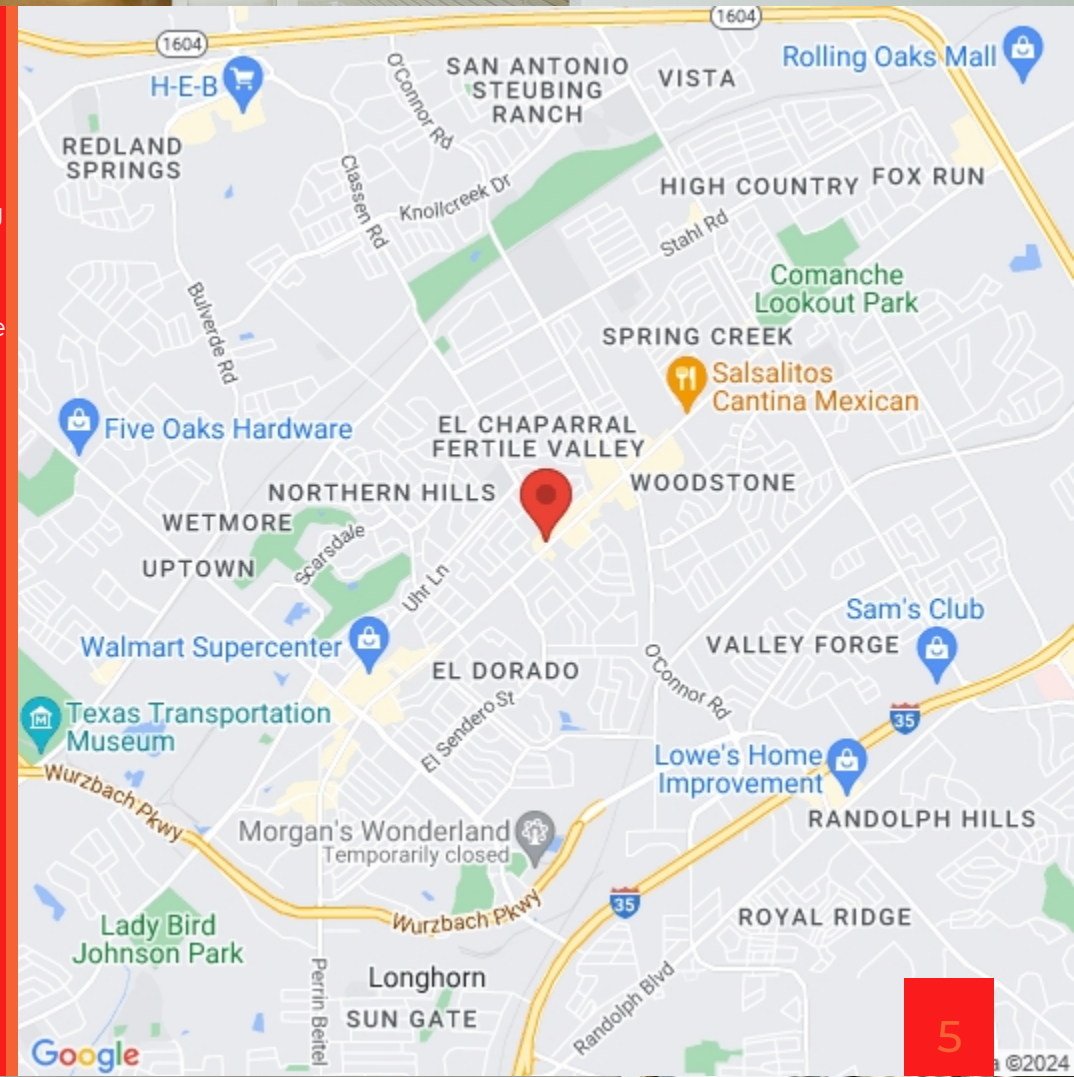 1604
1604
Rolling Oaks Mall
H-E-B
O'Connor Rd
SAN ANTONIO
STEUBING
RANCH
VISTA
REDLAND
SPRINGS
Classen Rd
Knollcreek Dr
HIGH COUNTRY
FOX RUN
Stahl Rd
Comanche
Lookout Park
Bulverde Rd
SPRING CREEK
Salsalitos
Cantina Mexican
Five Oaks Hardware
EL CHAPARRAL
FERTILE VALLEY
NORTHERN HILLS
WOODSTONE
WETMORE
Scarsdale
UPTOWN
Uhr Ln
Sam's Club
Walmart Supercenter
VALLEY FORGE
O'Connor Rd
EL DORADO
El Sendero St
Texas Transportation
Museum
35
Lowe's Home
Improvement
Wurzbach Pkwy
RANDOLPH HILLS
Morgan's Wonderland
Temporarily closed
35
Wurzbach Pkwy
ROYAL RIDGE
Lady Bird
Johnson Park
Longhorn
Perrin Beitel
SUN GATE
Randolph Blvd
Google
5
©2024